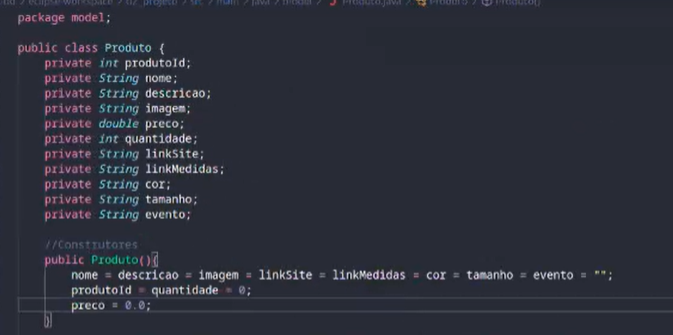 eclipse-workspace / 02_projeto / src / main / java / model / Produto.java / Produto / Produto()
package model;
public class Produto {
private int produtoId;
private String nome;
private String descricao;
private String imagem;
private double preco;
private int quantidade;
private String linkSite;
private String linkMedidas;
private String cor;
private String tamanho;
private String evento;
//Construtores
public Produto(){
nome = descricao = imagem = linkSite = linkMedidas = cor = tamanho = evento = "";
produtoId = quantidade = 0;
preco = 0.0;
}